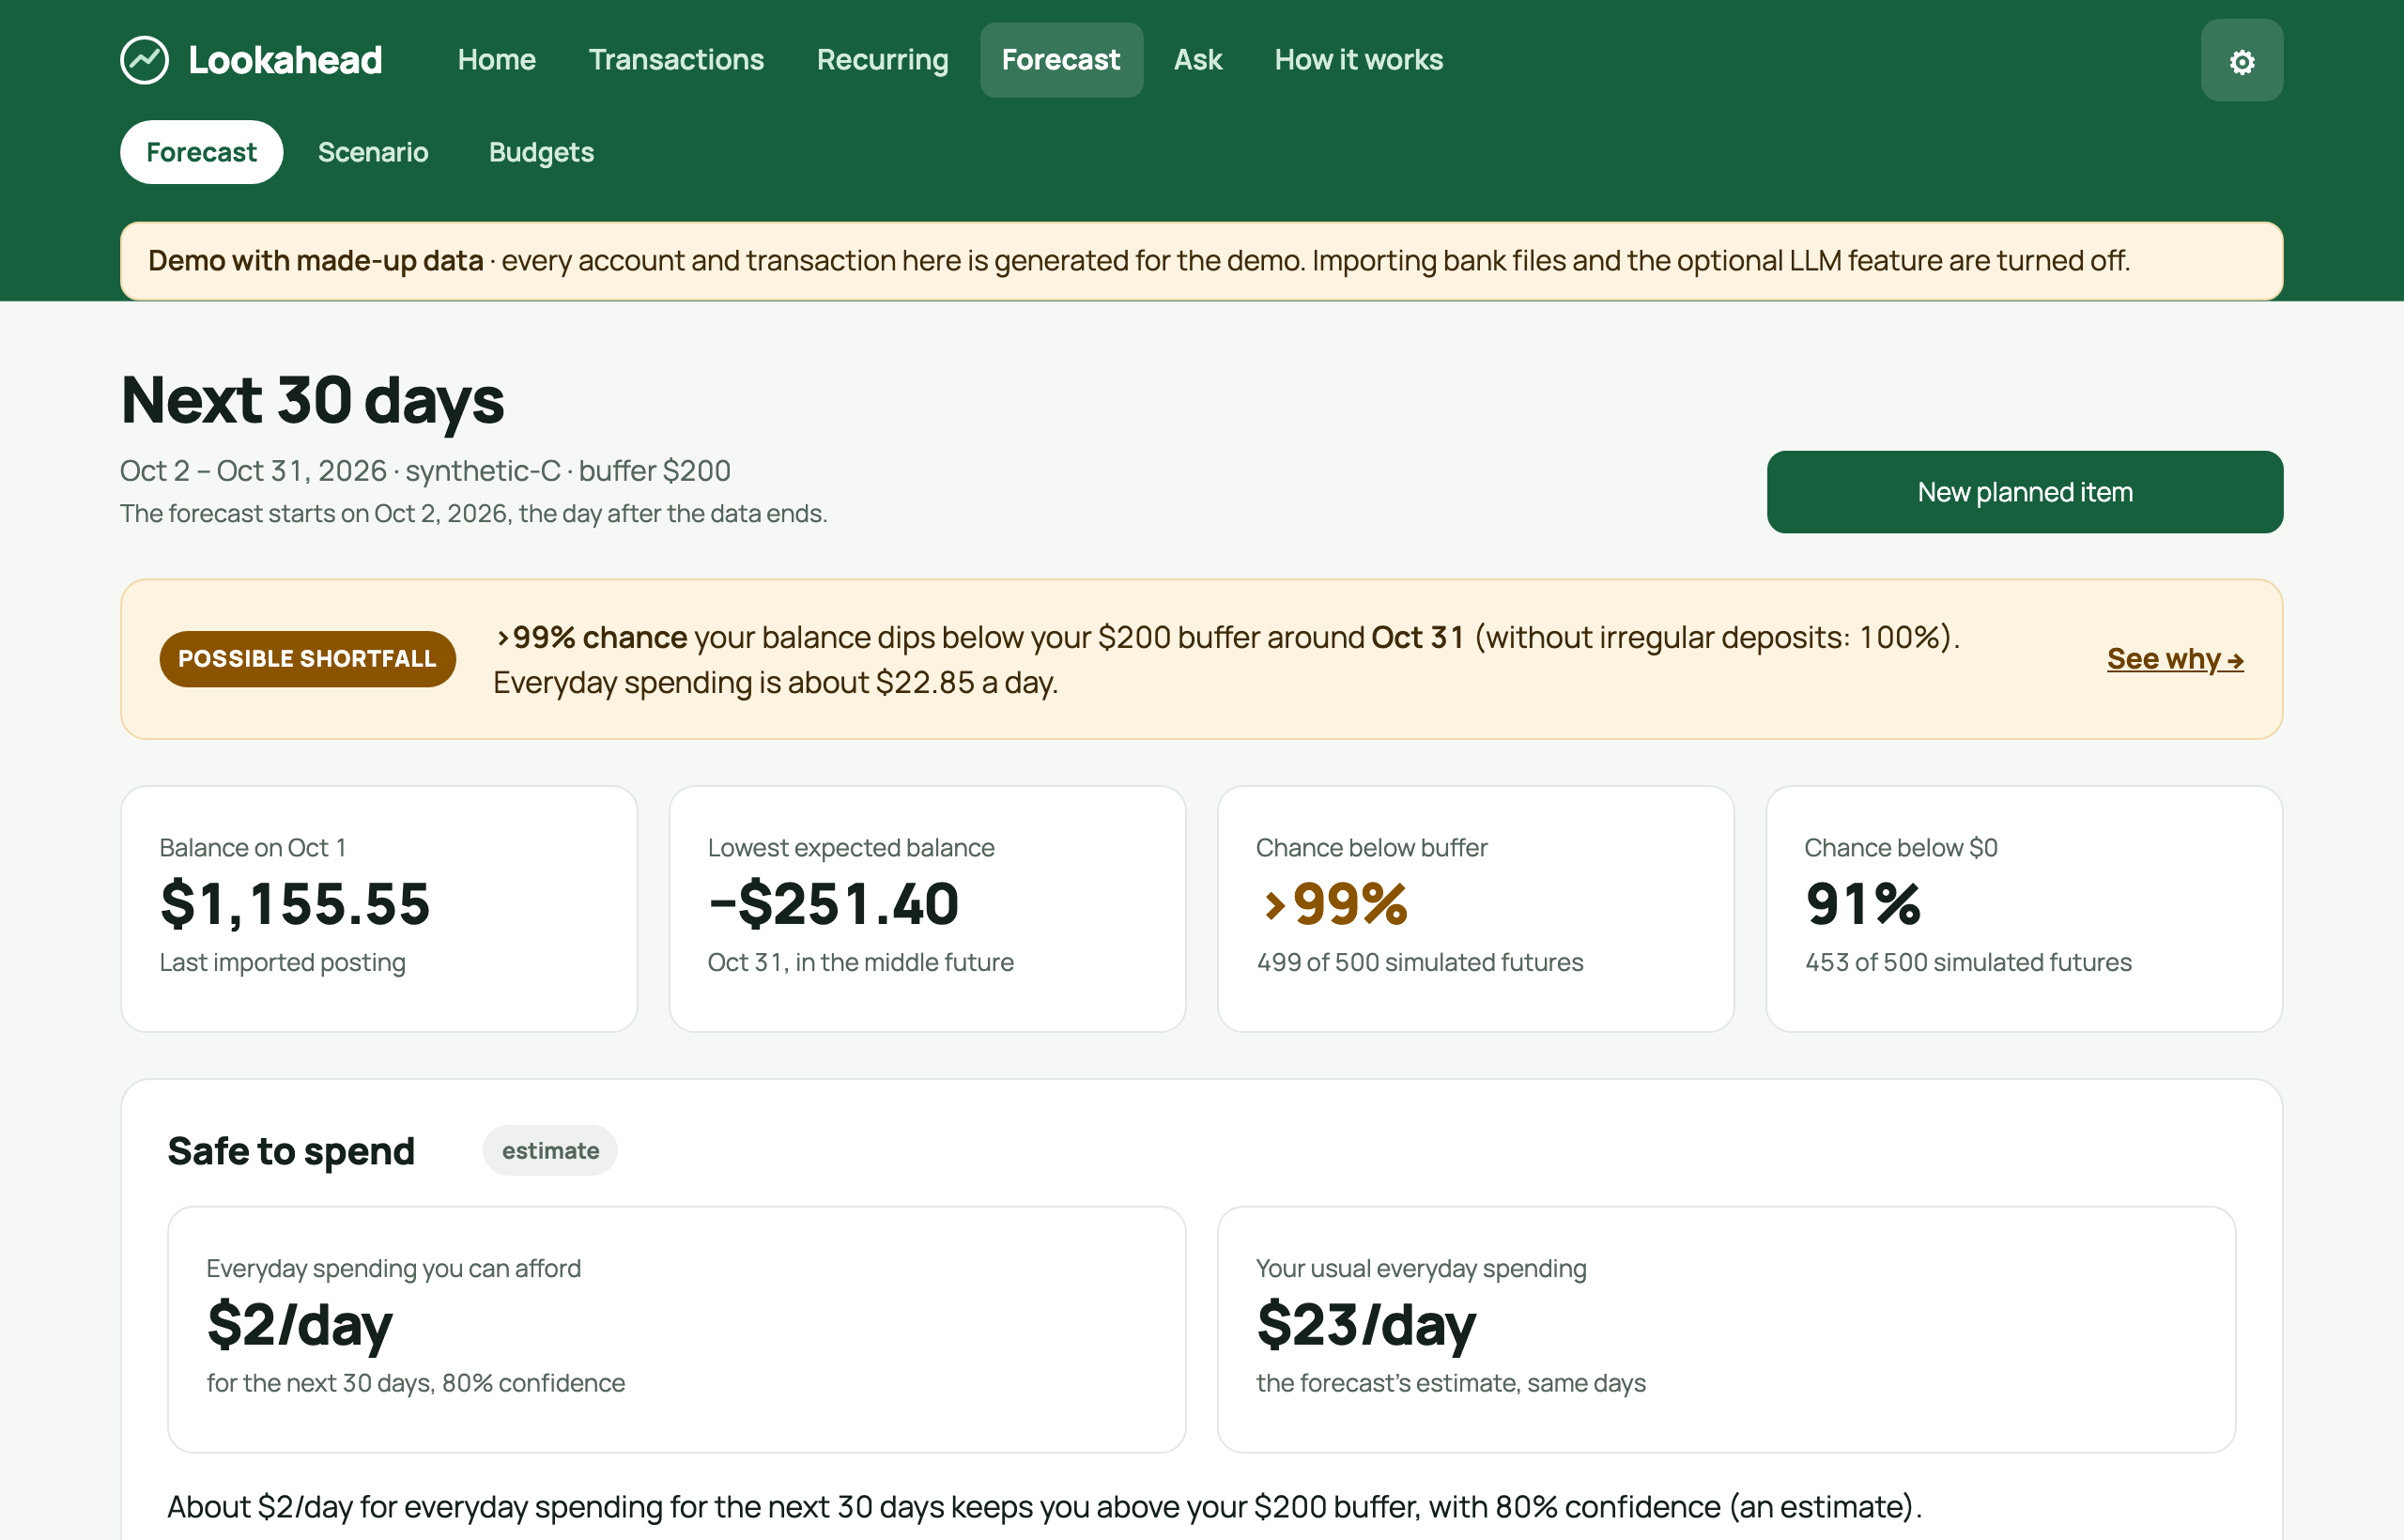 Lookahead Home Transactions Recurring Forecast Ask How it works
Forecast Scenario Budgets
Demo with made-up data · every account and transaction here is generated for the demo. Importing bank files and the optional LLM feature are turned off.
Next 30 days
Oct 2 – Oct 31, 2026 · synthetic-C · buffer $200
The forecast starts on Oct 2, 2026, the day after the data ends.
New planned item
POSSIBLE SHORTFALL
>99% chance your balance dips below your $200 buffer around Oct 31 (without irregular deposits: 100%).
Everyday spending is about $22.85 a day.
See why →
Balance on Oct 1
$1,155.55
Last imported posting
Lowest expected balance
−$251.40
Oct 31, in the middle future
Chance below buffer
>99%
499 of 500 simulated futures
Chance below $0
91%
453 of 500 simulated futures
Safe to spend estimate
Everyday spending you can afford
$2/day
for the next 30 days, 80% confidence
Your usual everyday spending
$23/day
the forecast's estimate, same days
About $2/day for everyday spending for the next 30 days keeps you above your $200 buffer, with 80% confidence (an estimate).